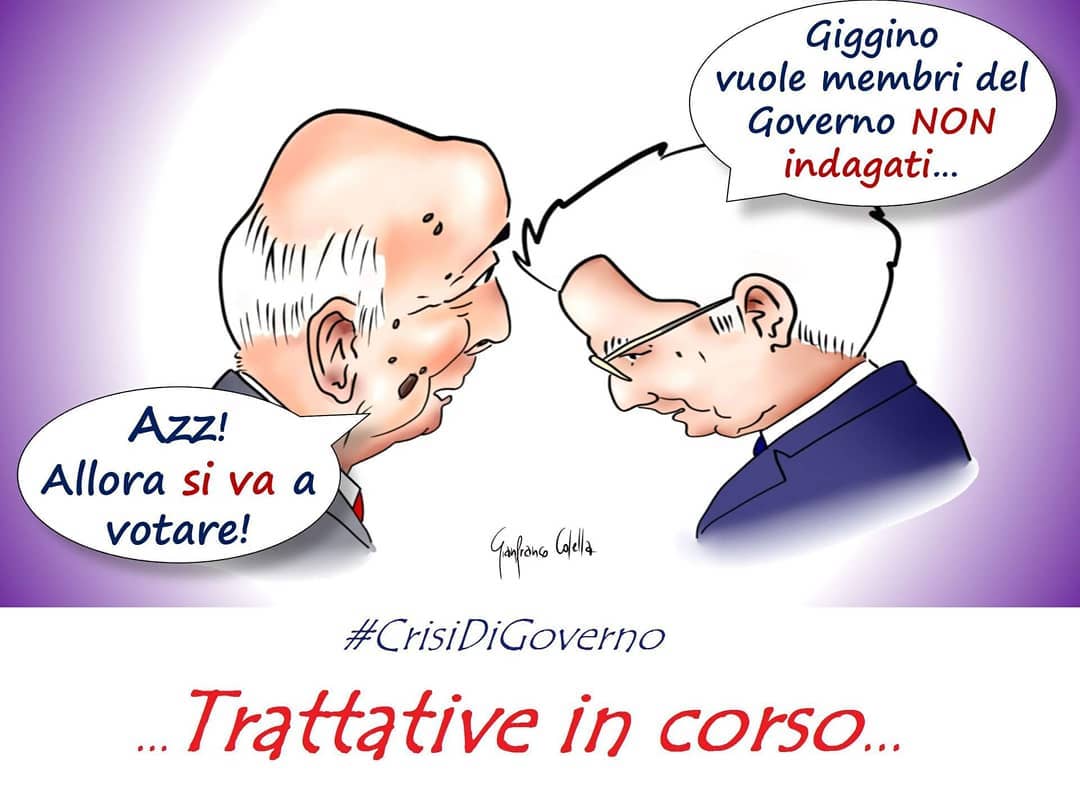 Giggino
vuole membri del
Governo NON
indagati...
Azz!
Allora si va a
votare!
Gianfranco Colella
#CrisiDiGoverno
...Trattative in corso...